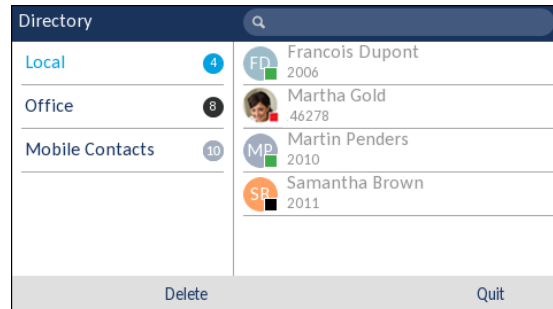 Directory
Local
4
Office
8
Mobile Contacts
10
FD
Francois Dupont
2006
Martha Gold
46278
MP
Martin Penders
2010
SB
Samantha Brown
2011
Delete
Quit